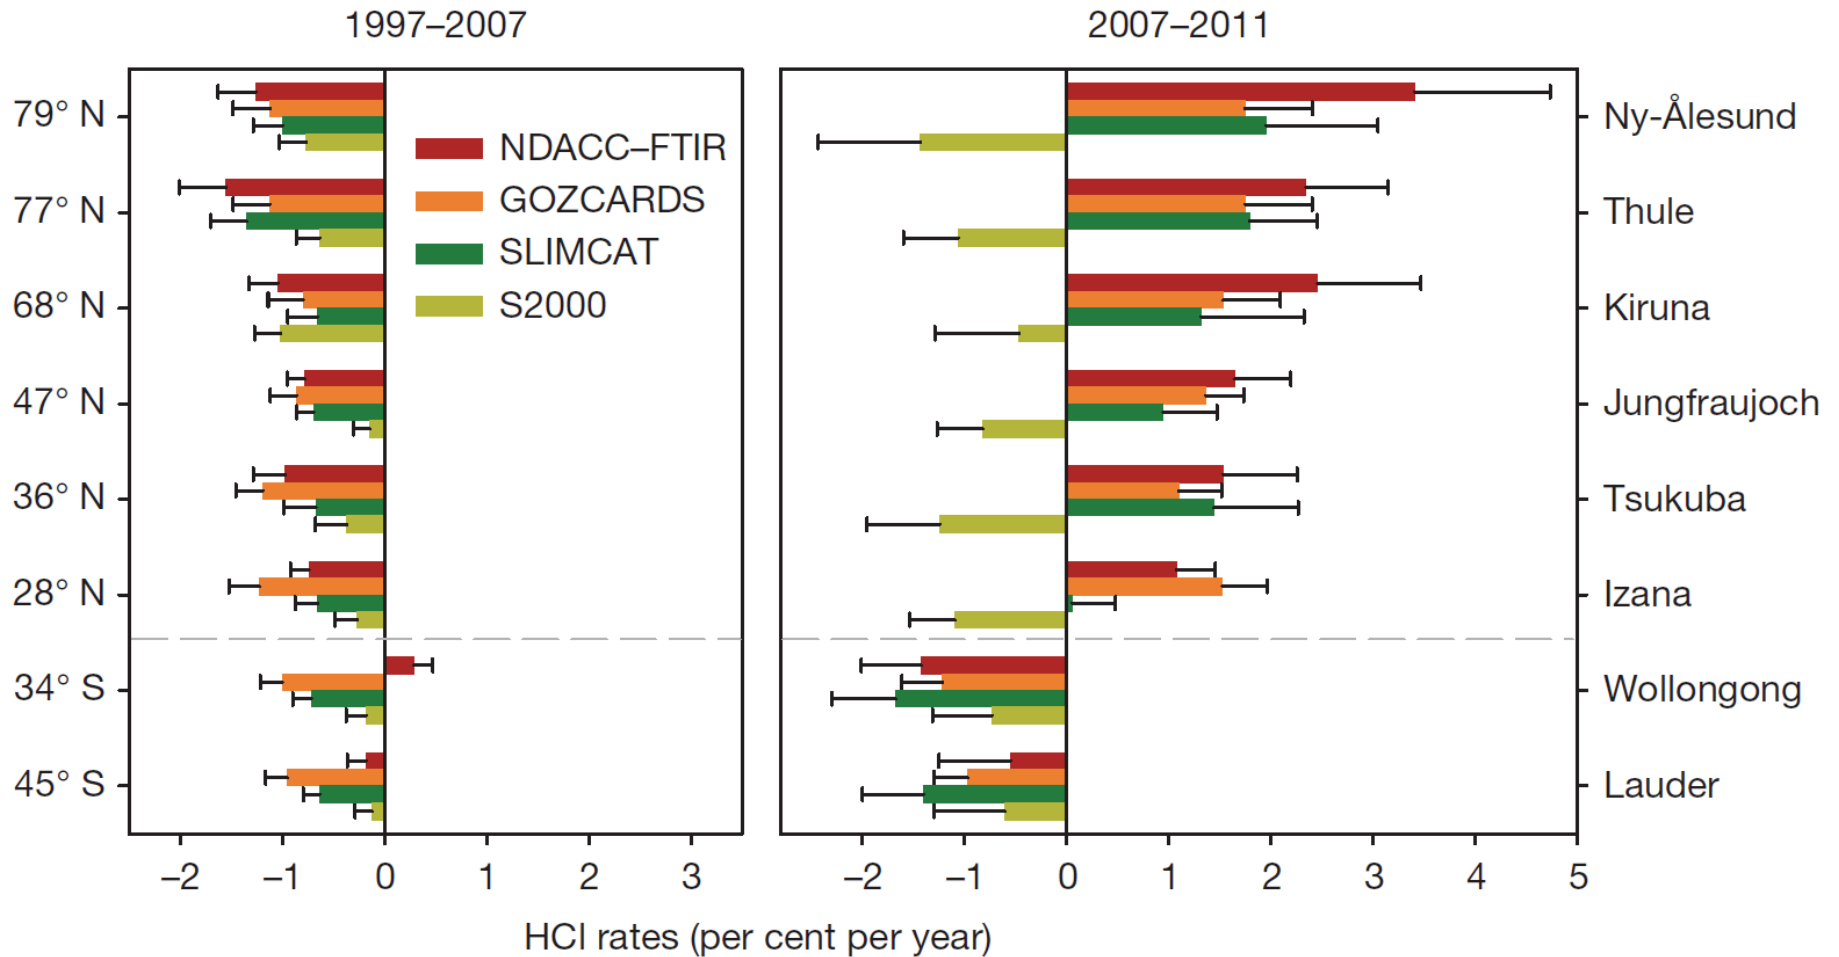 1997–2007
2007–2011
79° N
77° N
68° N
47° N
36° N
28° N
34° S
45° S
NDACC–FTIR
GOZCARDS
SLIMCAT
S2000
Ny-Ålesund
Thule
Kiruna
Jungfraujoch
Tsukuba
Izana
Wollongong
Lauder
–2 –1 0 1 2 3
–2 –1 0 1 2 3 4 5
HCl rates (per cent per year)